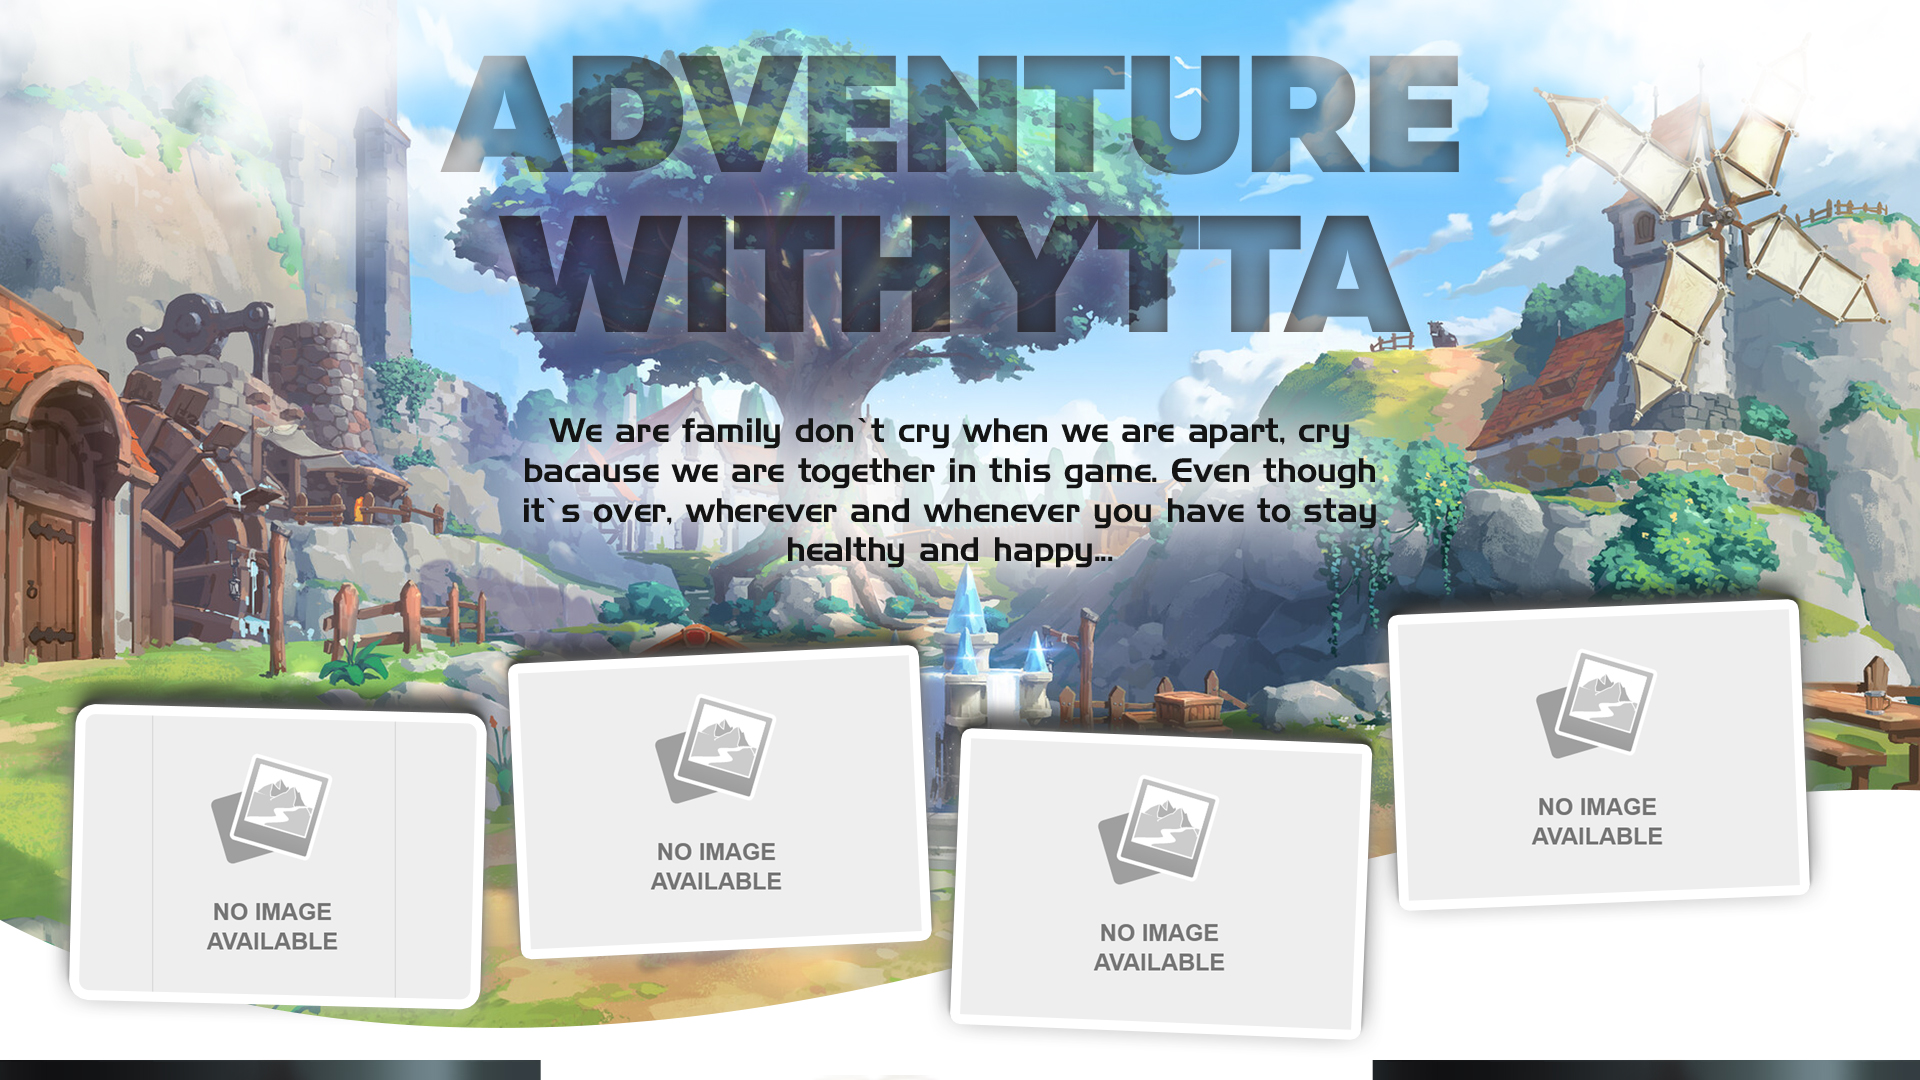 ADVENTURE
WITH YTTA
We are family don`t cry when we are apart, cry
bacause we are together in this game. Even though
it`s over, wherever and whenever you have to stay
healthy and happy...
NO IMAGE
AVAILABLE
NO IMAGE
AVAILABLE
NO IMAGE
AVAILABLE
NO IMAGE
AVAILABLE